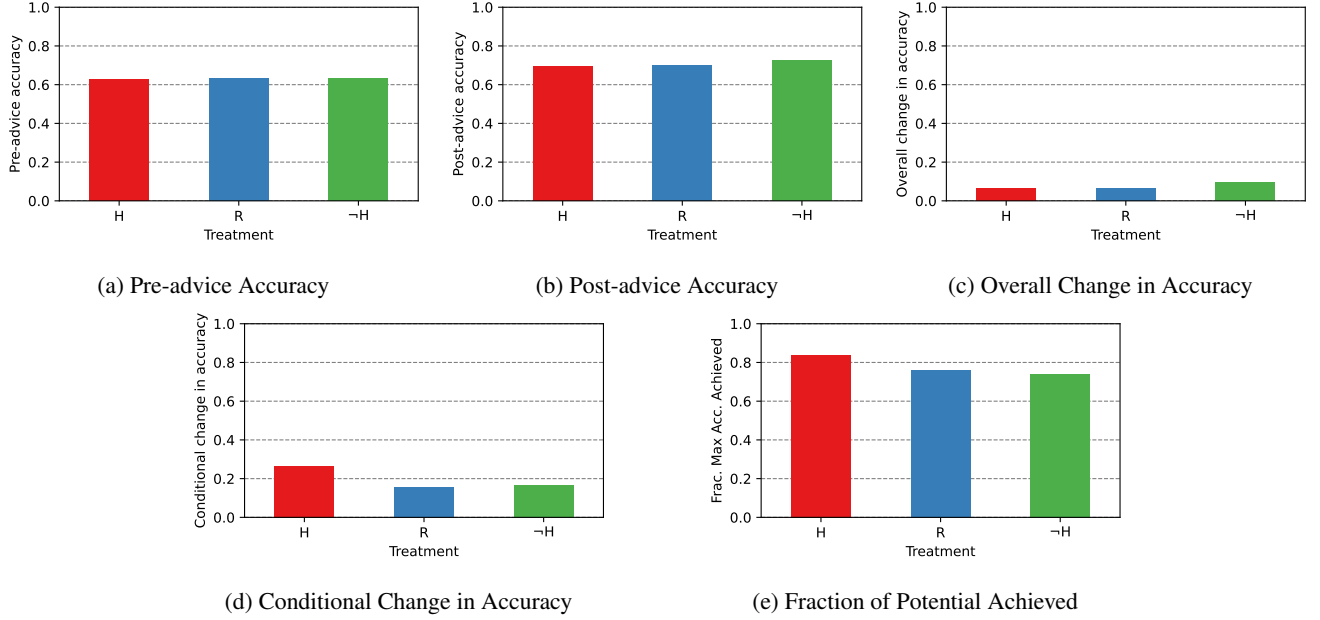 1.0
0.8
0.6
0.4
0.2
0.0
Pre-advice accuracy
H R ¬H
Treatment
(a) Pre-advice Accuracy
1.0
0.8
0.6
0.4
0.2
0.0
Post-advice accuracy
H R ¬H
Treatment
(b) Post-advice Accuracy
1.0
0.8
0.6
0.4
0.2
0.0
Overall change in accuracy
H R ¬H
Treatment
(c) Overall Change in Accuracy
1.0
0.8
0.6
0.4
0.2
0.0
Conditional change in accuracy
H R ¬H
Treatment
(d) Conditional Change in Accuracy
1.0
0.8
0.6
0.4
0.2
0.0
Frac. Max Acc. Achieved
H R ¬H
Treatment
(e) Fraction of Potential Achieved